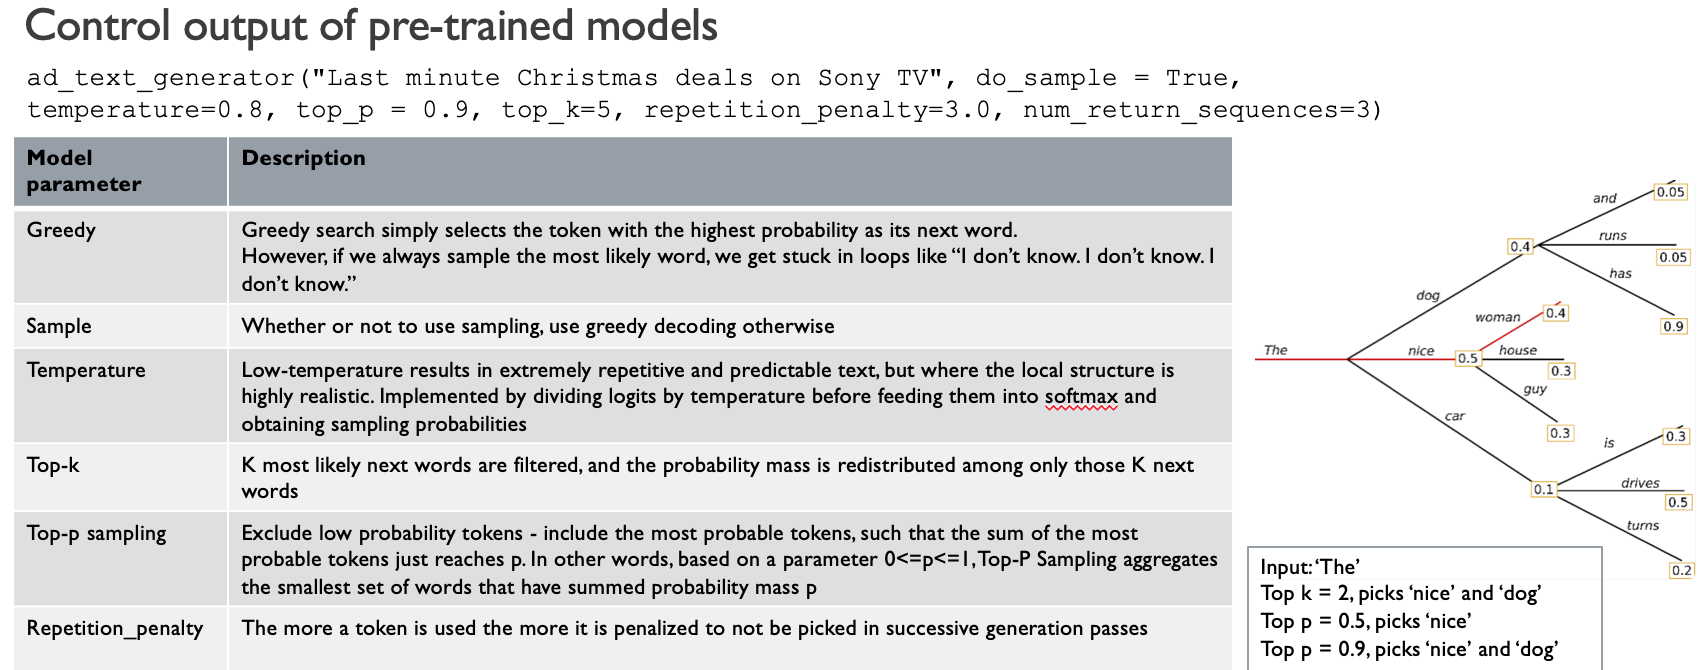 Control output of pre-trained models
ad_text_generator("Last minute Christmas deals on Sony TV", do_sample = True,
temperature=0.8, top_p = 0.9, top_k=5, repetition_penalty=3.0, num_return_sequences=3)
Model
parameter
Description
Greedy
Greedy search simply selects the token with the highest probability as its next word.
However, if we always sample the most likely word, we get stuck in loops like “I don’t know. I don’t know. I
don’t know.”
Sample
Whether or not to use sampling, use greedy decoding otherwise
Temperature
Low-temperature results in extremely repetitive and predictable text, but where the local structure is
highly realistic. Implemented by dividing logits by temperature before feeding them into softmax and
obtaining sampling probabilities
Top-k
K most likely next words are filtered, and the probability mass is redistributed among only those K next
words
Top-p sampling
Exclude low probability tokens - include the most probable tokens, such that the sum of the most
probable tokens just reaches p. In other words, based on a parameter 0<=p<=1, Top-P Sampling aggregates
the smallest set of words that have summed probability mass p
Repetition_penalty
The more a token is used the more it is penalized to not be picked in successive generation passes
The
dog
0.4
and
0.05
runs
0.05
has
0.9
nice
0.5
woman
0.4
house
0.3
guy
0.3
car
0.1
is
0.3
drives
0.5
turns
0.2
Input: ‘The’
Top k = 2, picks ‘nice’ and ‘dog’
Top p = 0.5, picks ‘nice’
Top p = 0.9, picks ‘nice’ and ‘dog’